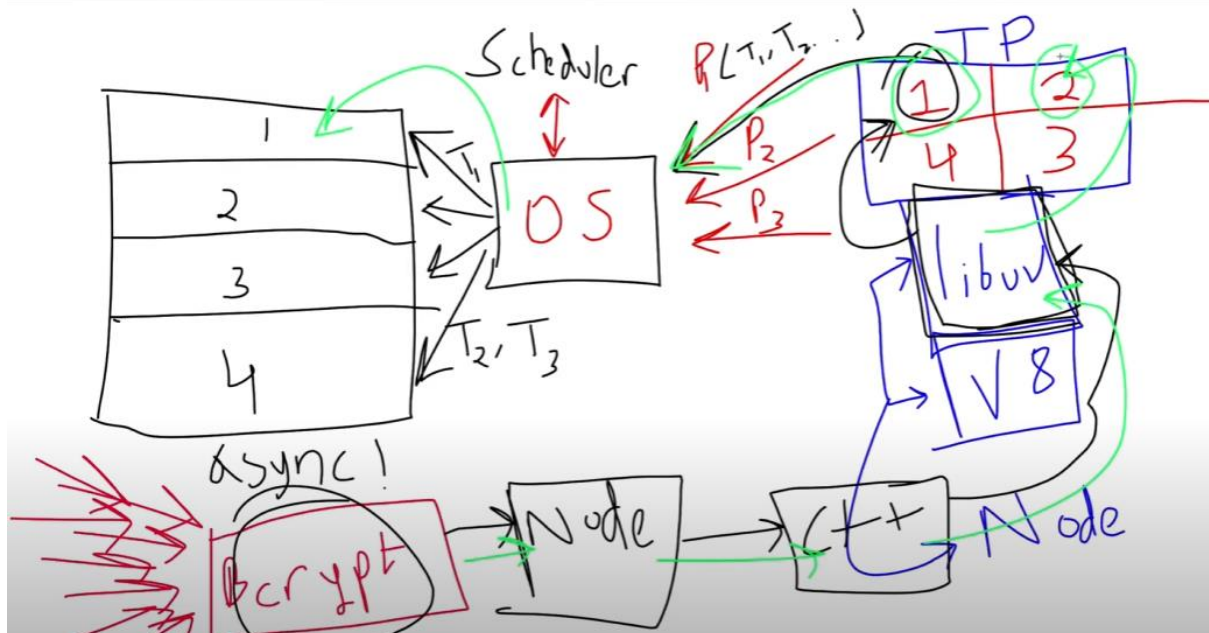 Scheduler
P1(T1,T2...)
TP
1
2
4
3
1
2
3
4
T1
T2,T3
OS
P2
P3
libuv
V8
async!
Bcrypt
Node
C++
Node